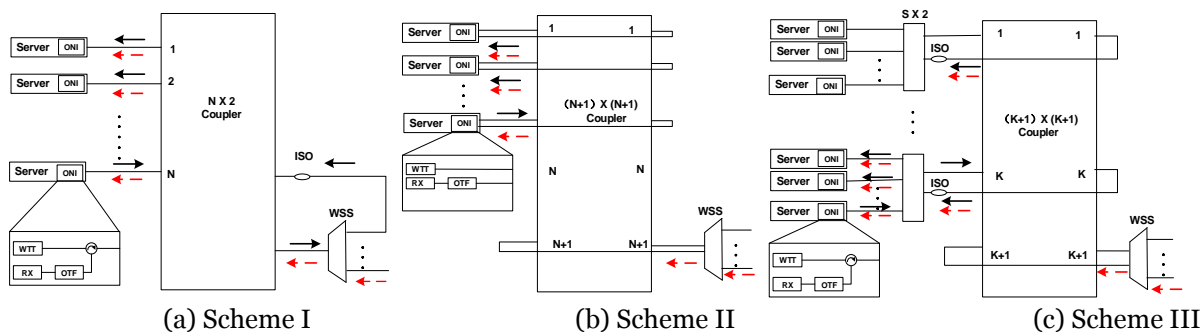 Server ONI
Server ONI
Server ONI
1
2
N
N X 2
Coupler
ISO
WSS
WTT
RX OTF
(a) Scheme I
Server ONI
Server ONI
Server ONI
1 1
（N+1）X (N+1)
Coupler
N N
N+1 N+1
WSS
WTT
RX OTF
(b) Scheme II
S X 2
Server ONI
Server ONI
Server ONI
ISO
1 1
（K+1）X (K+1)
Coupler
Server ONI
Server ONI
Server ONI
ISO
K K
K+1 K+1
WSS
WTT
RX OTF
(c) Scheme III